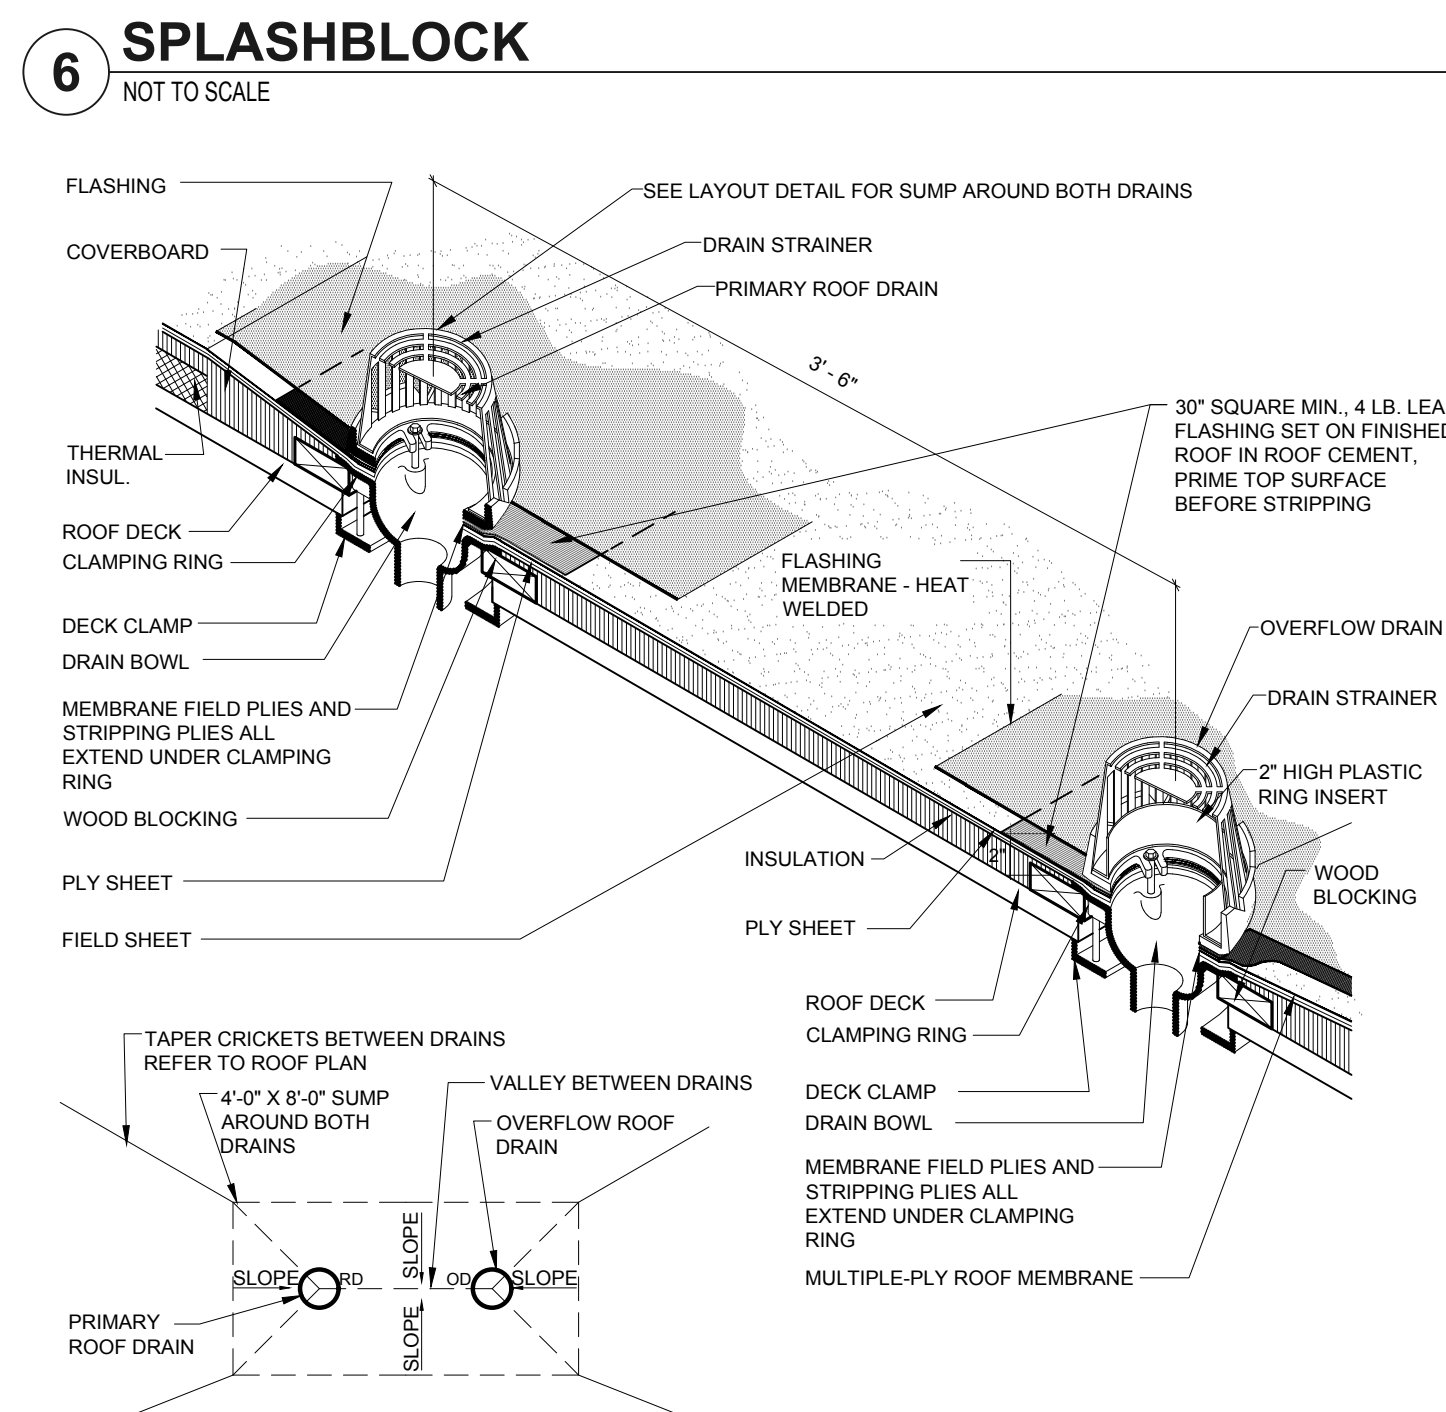 6
SPLASHBLOCK
NOT TO SCALE
FLASHING
COVERBOARD
THERMAL
INSUL.
ROOF DECK
CLAMPING RING
DECK CLAMP
DRAIN BOWL
MEMBRANE FIELD PLIES AND
STRIPPING PLIES ALL
EXTEND UNDER CLAMPING
RING
WOOD BLOCKING
PLY SHEET
FIELD SHEET
SEE LAYOUT DETAIL FOR SUMP AROUND BOTH DRAINS
DRAIN STRAINER
PRIMARY ROOF DRAIN
3' - 6"
30" SQUARE MIN., 4 LB. LEA
FLASHING SET ON FINISHED
ROOF IN ROOF CEMENT,
PRIME TOP SURFACE
BEFORE STRIPPING
FLASHING
MEMBRANE - HEAT
WELDED
OVERFLOW DRAIN
DRAIN STRAINER
2" HIGH PLASTIC
RING INSERT
WOOD
BLOCKING
INSULATION
2"
PLY SHEET
ROOF DECK
CLAMPING RING
DECK CLAMP
DRAIN BOWL
MEMBRANE FIELD PLIES AND
STRIPPING PLIES ALL
EXTEND UNDER CLAMPING
RING
MULTIPLE-PLY ROOF MEMBRANE
TAPER CRICKETS BETWEEN DRAINS
REFER TO ROOF PLAN
4'-0" X 8'-0" SUMP
AROUND BOTH
DRAINS
VALLEY BETWEEN DRAINS
OVERFLOW ROOF
DRAIN
SLOPE
SLOPE
RD
OD
SLOPE
SLOPE
PRIMARY
ROOF DRAIN